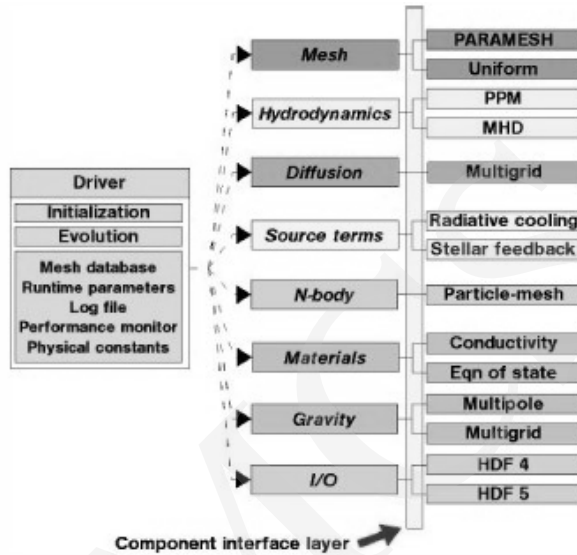 Driver
Initialization
Evolution
Mesh database
Runtime parameters
Log file
Performance monitor
Physical constants
Mesh
Hydrodynamics
Diffusion
Source terms
N-body
Materials
Gravity
I/O
PARAMESH
Uniform
PPM
MHD
Multigrid
Radiative cooling
Stellar feedback
Particle-mesh
Conductivity
Eqn of state
Multipole
Multigrid
HDF 4
HDF 5
Component interface layer